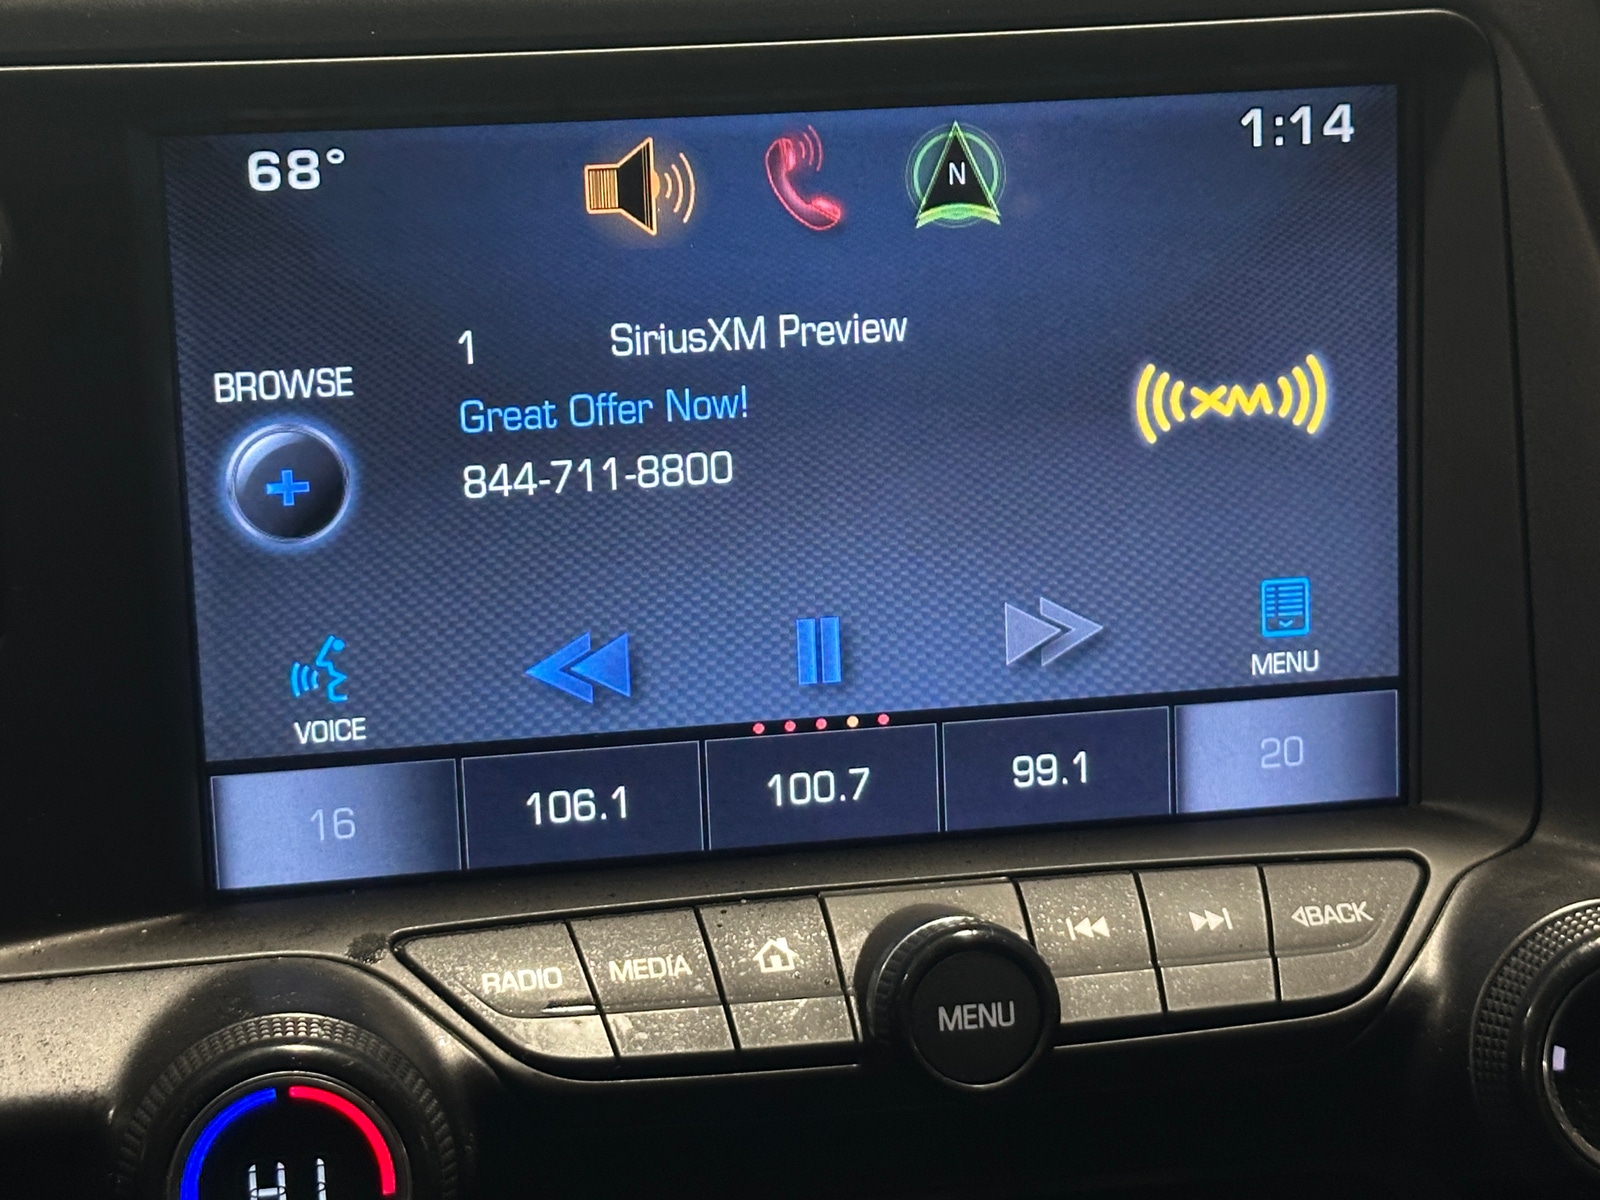 68°
N
1:14
1 SiriusXM Preview
BROWSE
Great Offer Now!
XM
844-711-8800
VOICE
MENU
16
106.1
100.7
99.1
20
RADIO
MEDIA
MENU
BACK
HI